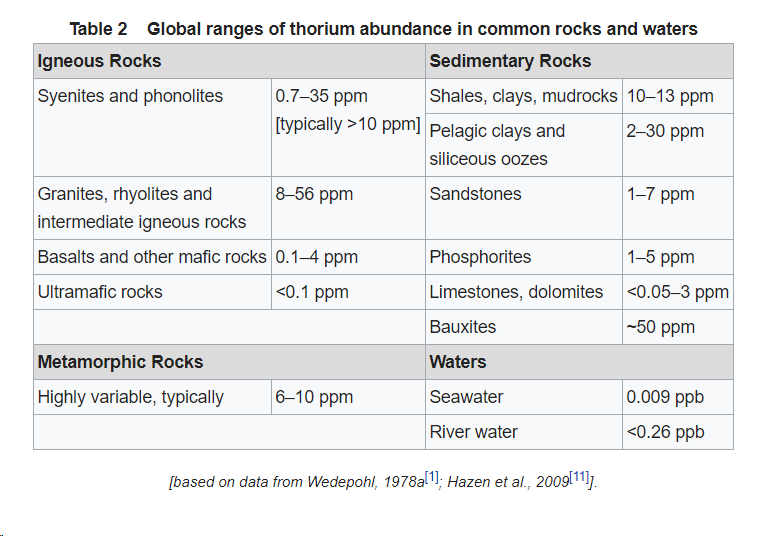 Table 2 Global ranges of thorium abundance in common rocks and waters
Igneous Rocks Sedimentary Rocks
Syenites and phonolites 0.7–35 ppm Shales, clays, mudrocks 10–13 ppm
[typically >10 ppm] Pelagic clays and 2–30 ppm
siliceous oozes
Granites, rhyolites and 8–56 ppm Sandstones 1–7 ppm
intermediate igneous rocks
Basalts and other mafic rocks 0.1–4 ppm Phosphorites 1–5 ppm
Ultramafic rocks <0.1 ppm Limestones, dolomites <0.05–3 ppm
Bauxites ~50 ppm
Metamorphic Rocks Waters
Highly variable, typically 6–10 ppm Seawater 0.009 ppb
River water <0.26 ppb
[based on data from Wedepohl, 1978a[1]; Hazen et al., 2009[11]].